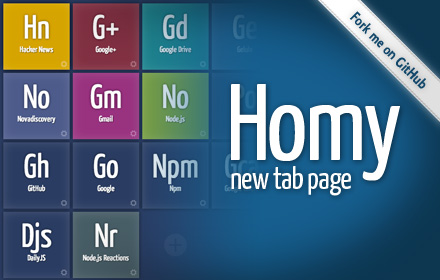 Hn
Hacker News
G+
Google+
Gd
Google Drive
No
Novadiscovery
Gm
Gmail
No
Node.js
Gh
GitHub
Go
Google
Npm
Npm
Djs
DailyJS
Nr
Node.js Reactions
Homy
new tab page
Fork me on GitHub